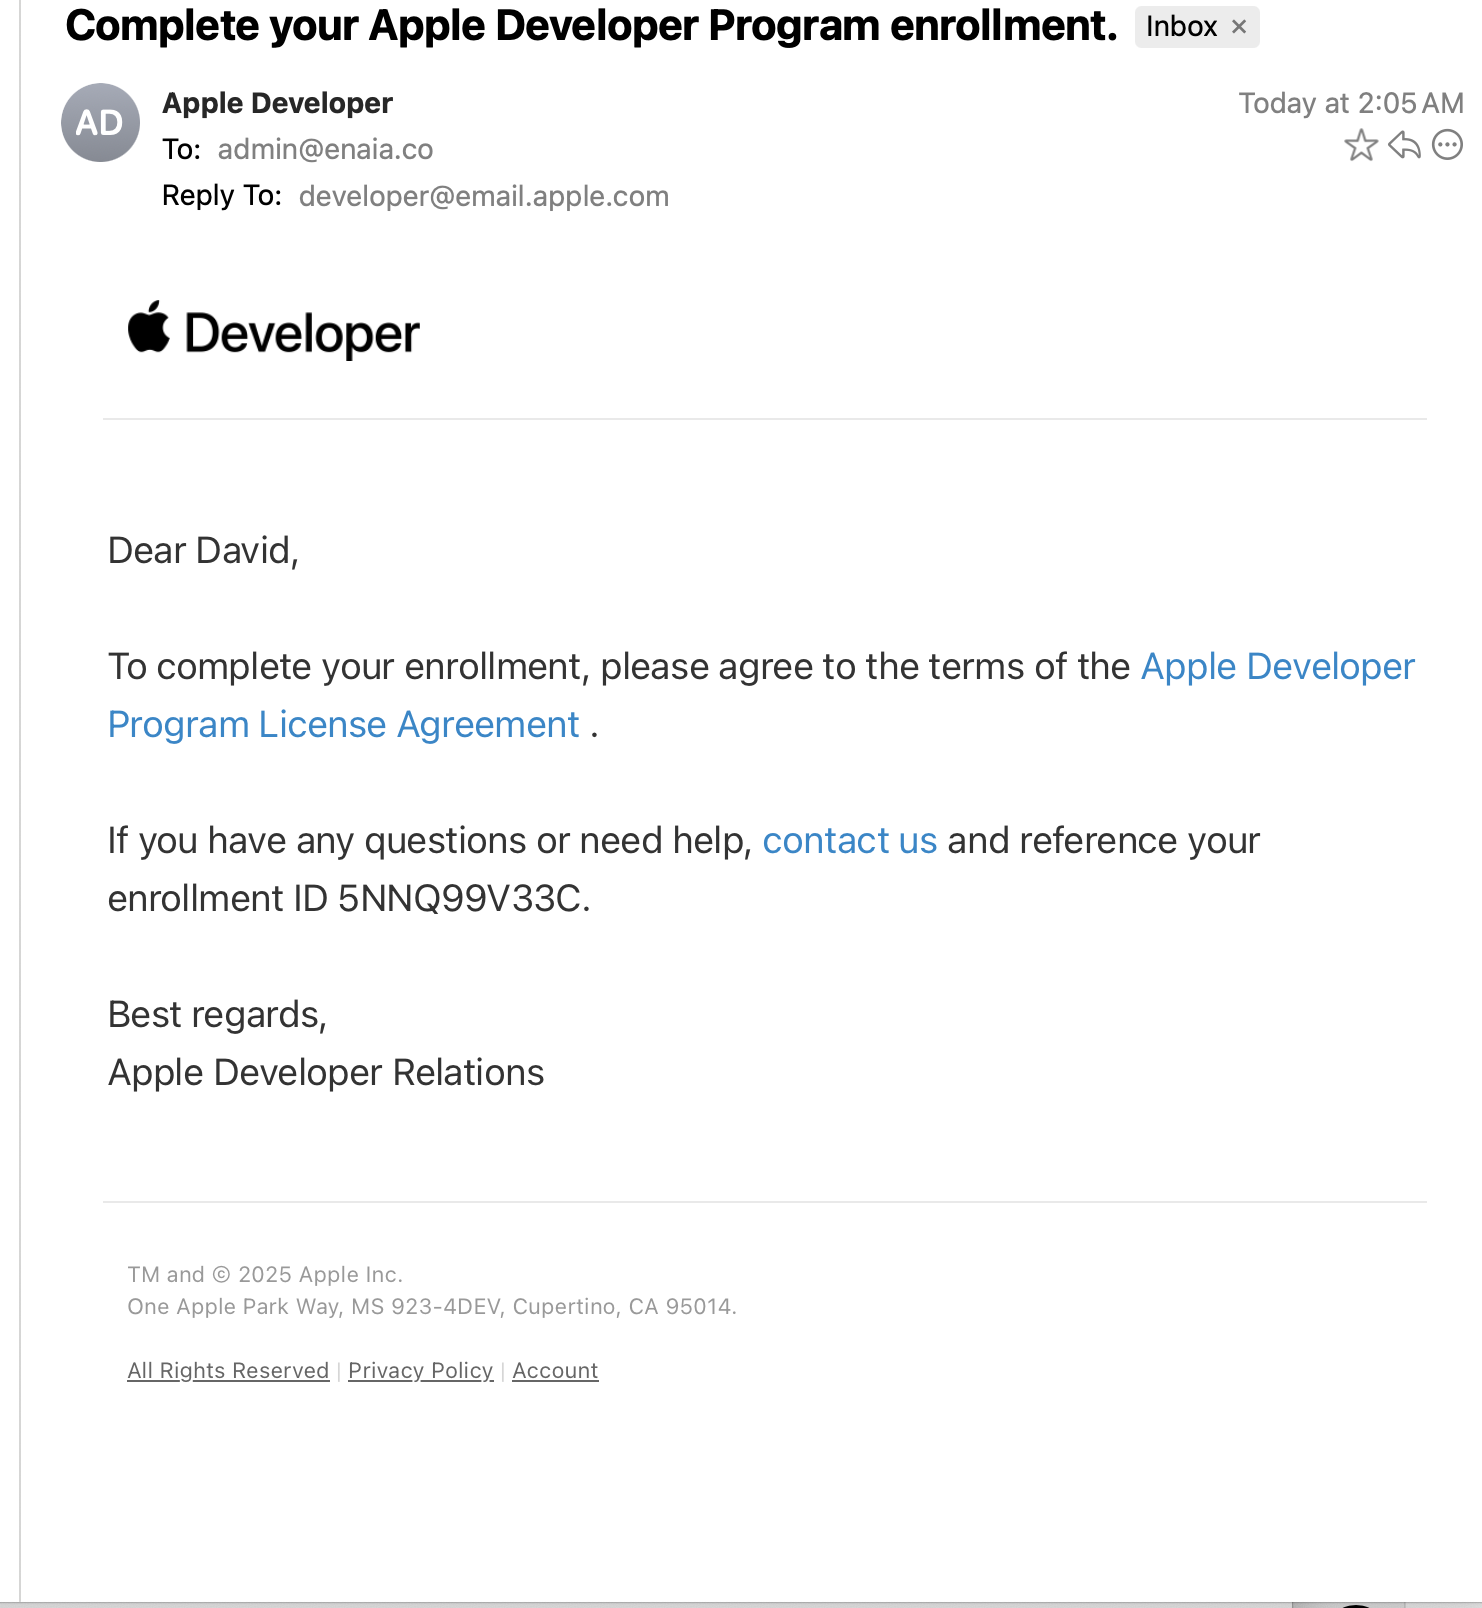 Complete your Apple Developer Program enrollment. Inbox ×
AD
Apple Developer
Today at 2:05 AM
To: admin@enaia.co
Reply To: developer@email.apple.com
Developer
Dear David,
To complete your enrollment, please agree to the terms of the Apple Developer
Program License Agreement .
If you have any questions or need help, contact us and reference your
enrollment ID 5NNQ99V33C.
Best regards,
Apple Developer Relations
TM and © 2025 Apple Inc.
One Apple Park Way, MS 923-4DEV, Cupertino, CA 95014.
All Rights Reserved | Privacy Policy | Account